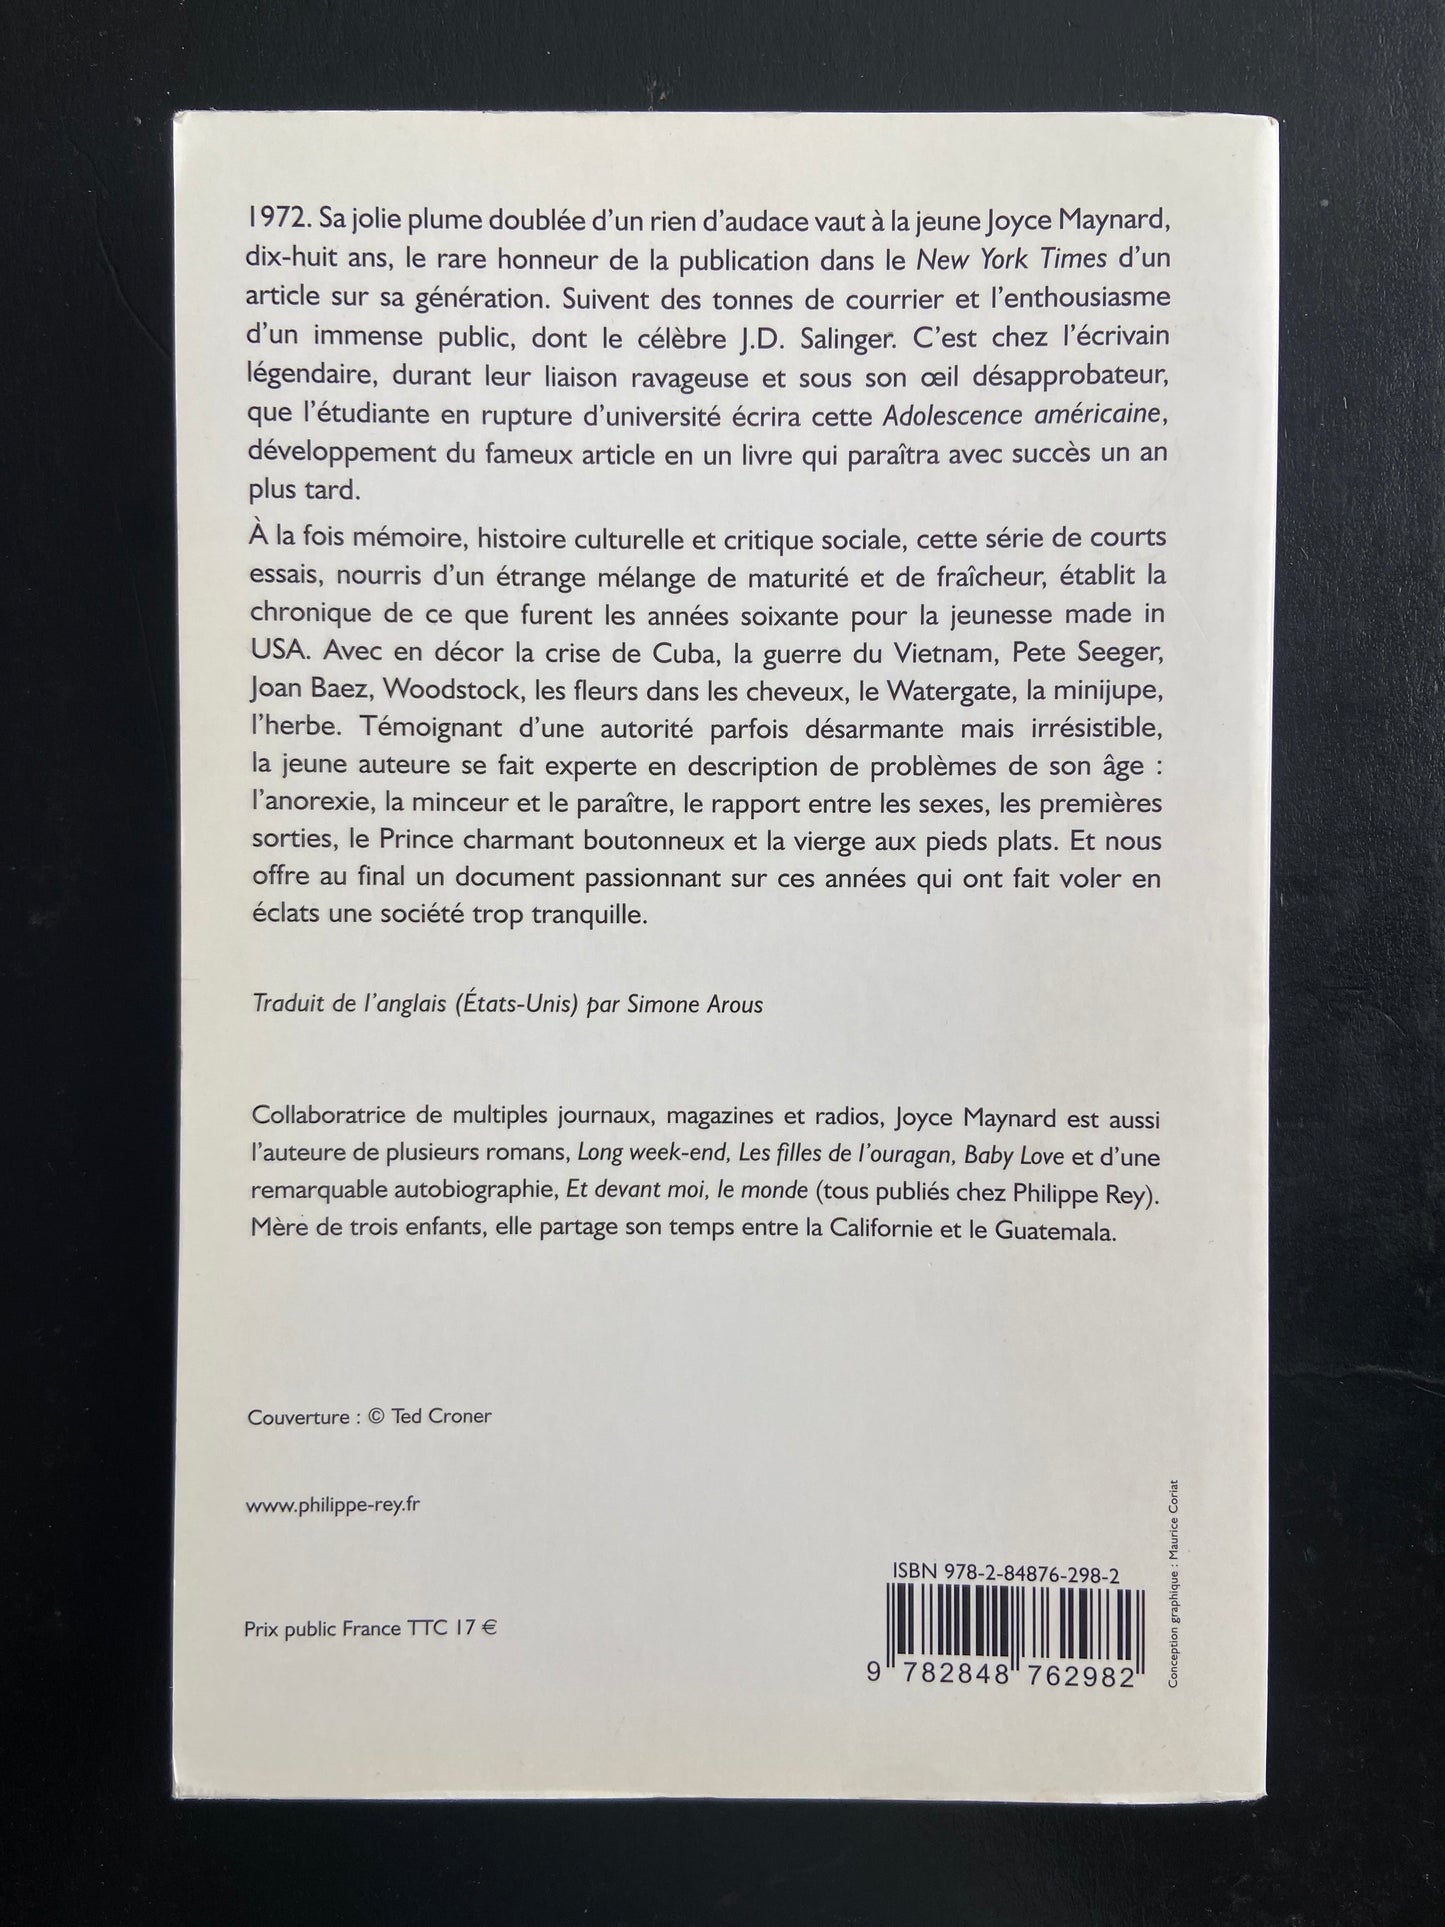 1972. Sa jolie plume doublée d’un rien d’audace vaut à la jeune Joyce Maynard,
dix-huit ans, le rare honneur de la publication dans le New York Times d’un
article sur sa génération. Suivent des tonnes de courrier et l’enthousiasme
d’un immense public, dont le célèbre J.D. Salinger. C’est chez l’écrivain
légendaire, durant leur liaison ravageuse et sous son œil désapprobateur,
que l’étudiante en rupture d’université écrira cette Adolescence américaine,
développement du fameux article en un livre qui paraîtra avec succès un an
plus tard.
À la fois mémoire, histoire culturelle et critique sociale, cette série de courts
essais, nourris d’un étrange mélange de maturité et de fraîcheur, établit la
chronique de ce que furent les années soixante pour la jeunesse made in
USA. Avec en décor la crise de Cuba, la guerre du Vietnam, Pete Seeger,
Joan Baez, Woodstock, les fleurs dans les cheveux, le Watergate, la minijupe,
l’herbe. Témoignant d’une autorité parfois désarmante mais irrésistible,
la jeune auteure se fait experte en description de problèmes de son âge :
l’anorexie, la minceur et le paraître, le rapport entre les sexes, les premières
sorties, le Prince charmant boutonneux et la vierge aux pieds plats. Et nous
offre au final un document passionnant sur ces années qui ont fait voler en
éclats une société trop tranquille.
Traduit de l’anglais (États-Unis) par Simone Arous
Collaboratrice de multiples journaux, magazines et radios, Joyce Maynard est aussi
l’auteure de plusieurs romans, Long week-end, Les filles de l’ouragan, Baby Love et d’une
remarquable autobiographie, Et devant moi, le monde (tous publiés chez Philippe Rey).
Mère de trois enfants, elle partage son temps entre la Californie et le Guatemala.
Couverture : © Ted Croner
www.philippe-rey.fr
Prix public France TTC 17 €
ISBN 978-2-84876-298-2
9 782848 762982
Conception graphique : Maurice Coriat